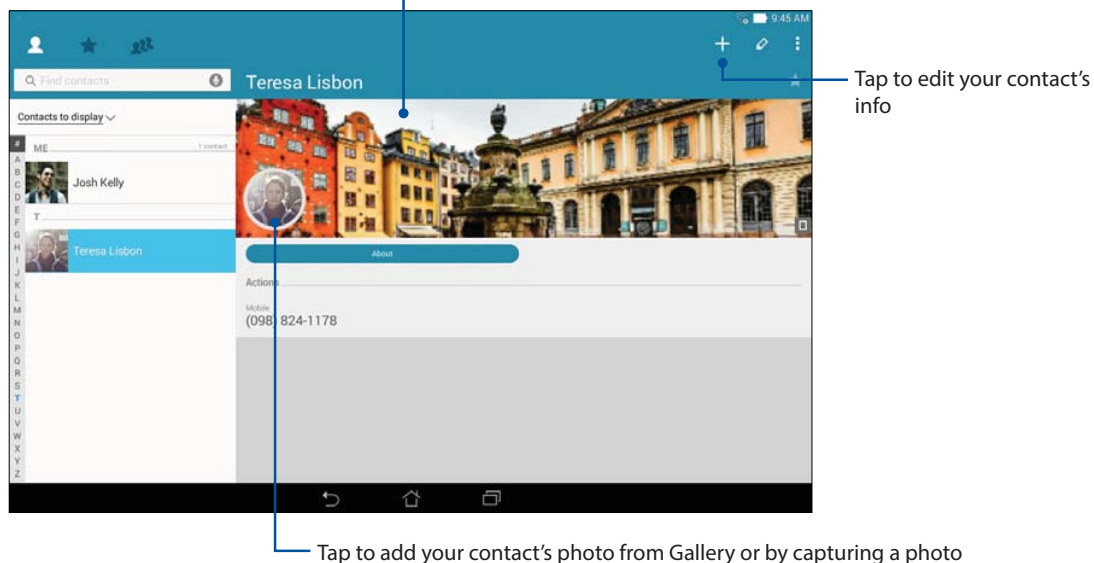 9:45 AM
Find contacts
Teresa Lisbon
Tap to edit your contact's
info
Contacts to display
#
ME
1 contact
A
B
C
D
E
F
G
H
I
J
K
L
M
N
O
P
Q
R
S
T
U
V
W
X
Y
Z
Josh Kelly
T
Teresa Lisbon
About
Actions
Mobile
(098) 824-1178
Tap to add your contact's photo from Gallery or by capturing a photo